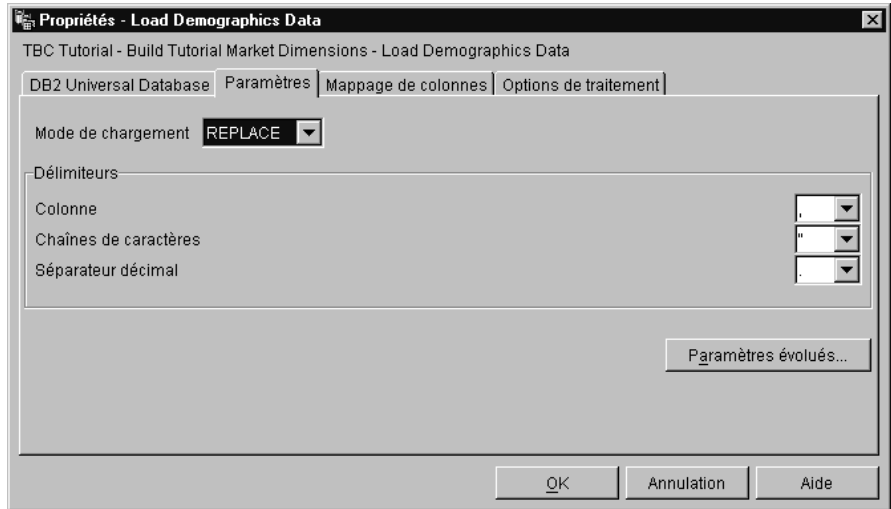 Propriétés - Load Demographics Data
TBC Tutorial - Build Tutorial Market Dimensions - Load Demographics Data
DB2 Universal Database Paramètres Mappage de colonnes Options de traitement
Mode de chargement REPLACE
Délimiteurs
Colonne ,
Chaînes de caractères "
Séparateur décimal .
Paramètres évolués...
OK Annulation Aide